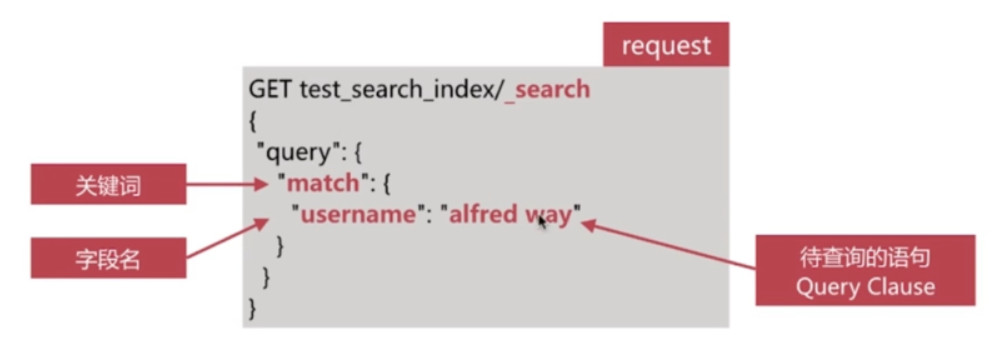 request
GET test_search_index/_search
{
"query": {
关键词
"match": {
字段名
"username": "alfred way"
}
}
}
待查询的语句
Query Clause